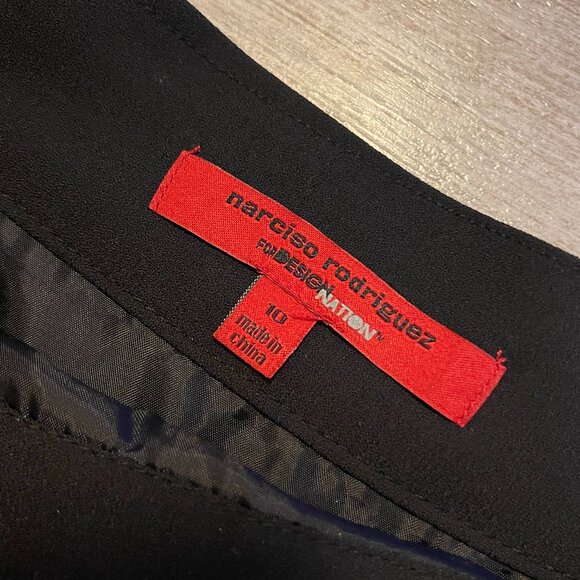 narciso rodriguez
FOR DESIGN NATION™
10
made in
china